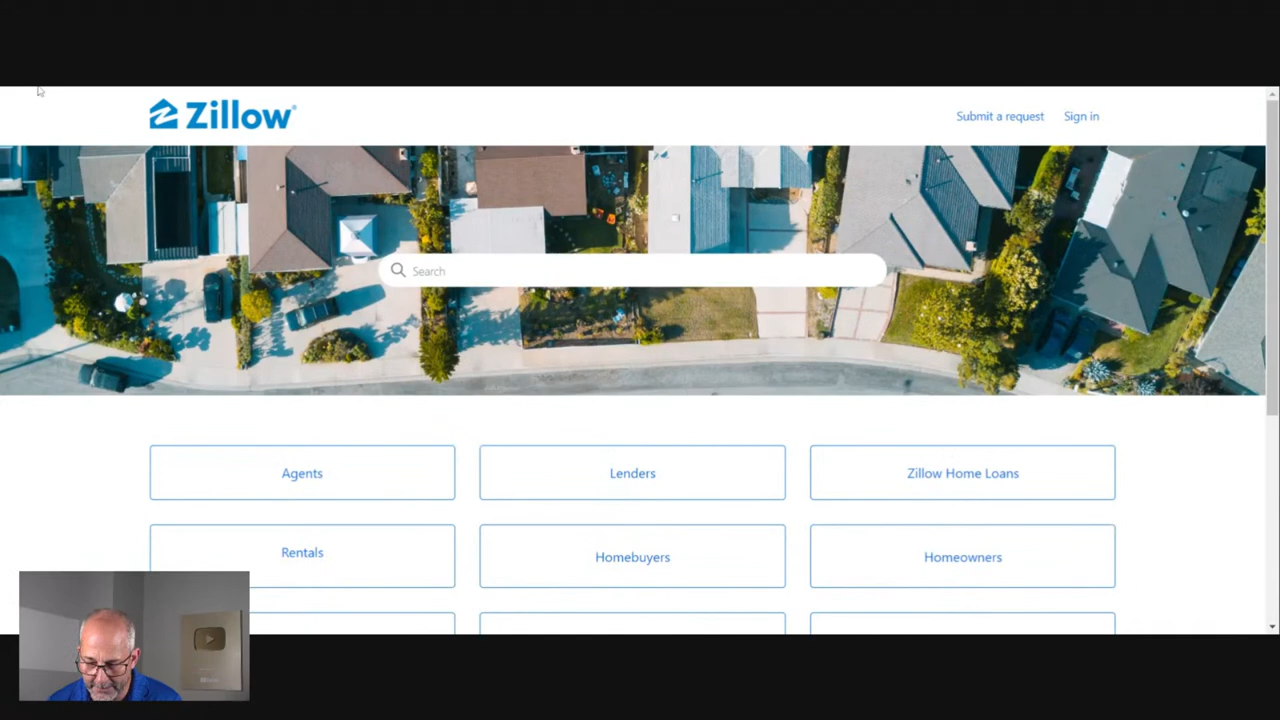 Zillow®
Submit a request
Sign in
Search
Agents
Lenders
Zillow Home Loans
Rentals
Homebuyers
Homeowners